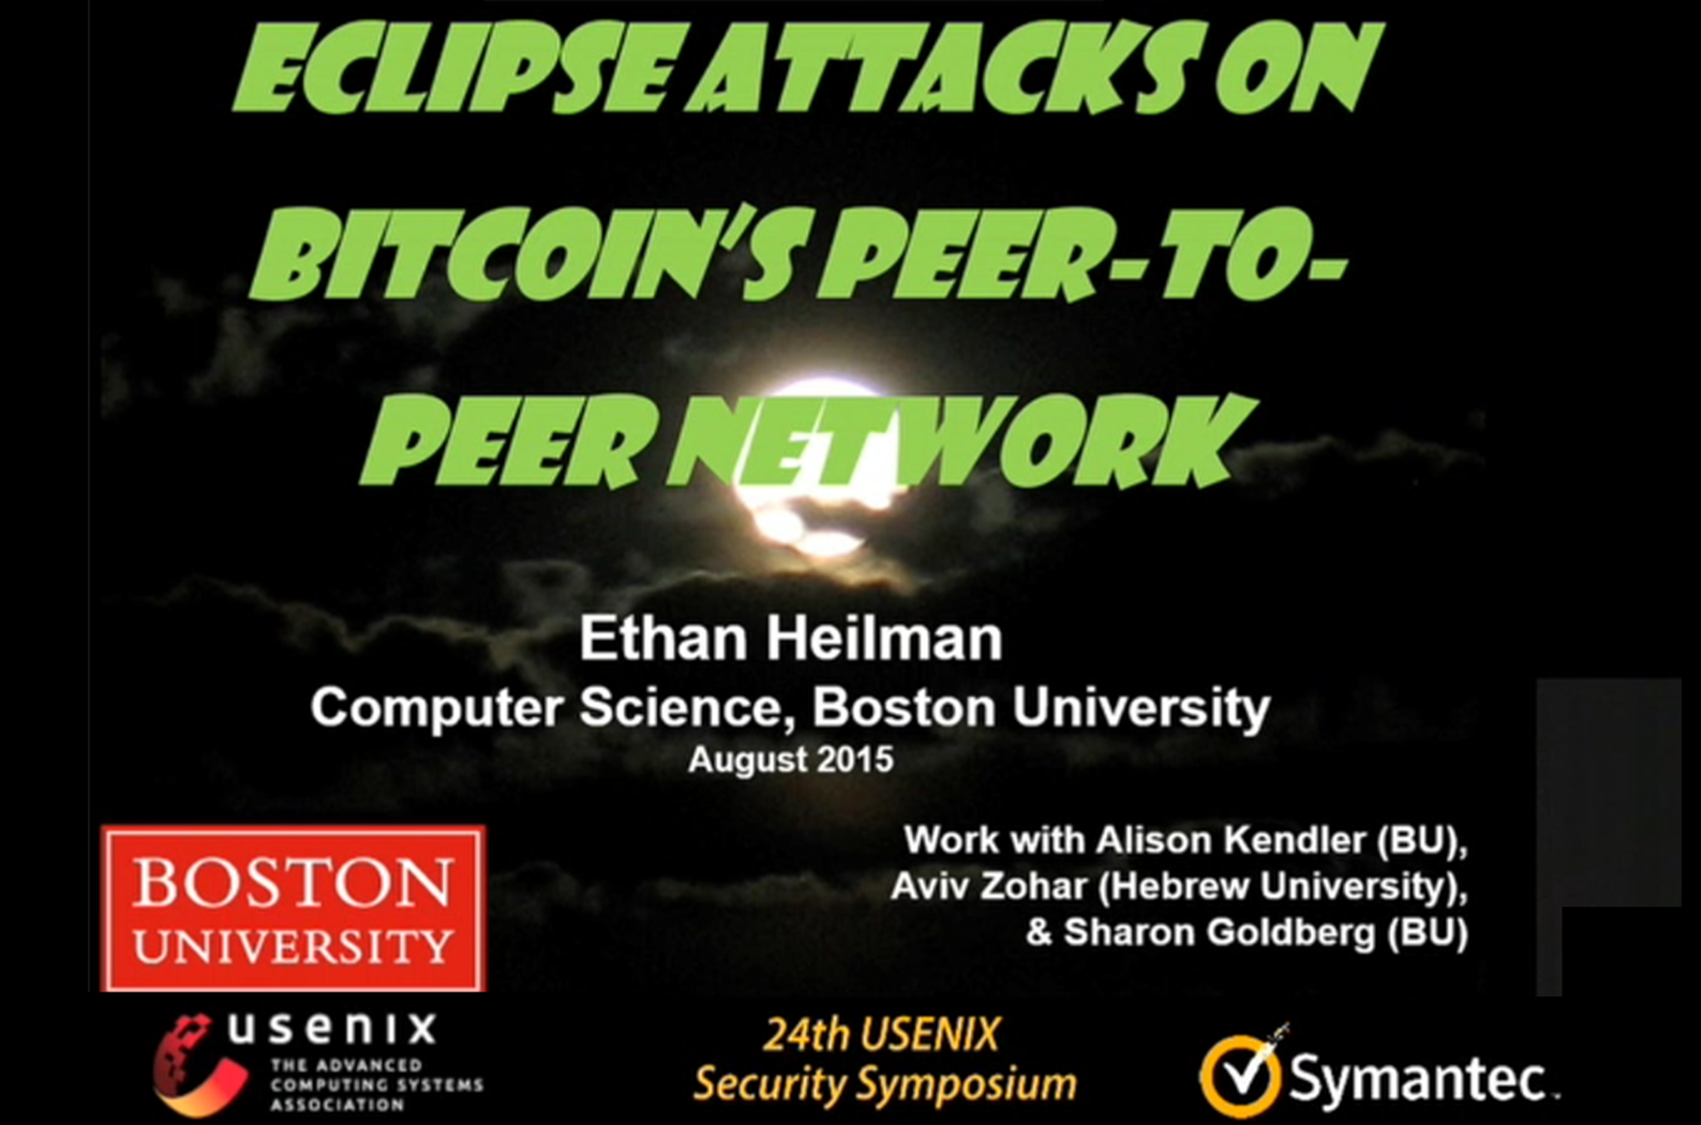 ECLIPSE ATTACKS ON
BITCOIN'S PEER-TO-
PEER NETWORK
Ethan Heilman
Computer Science, Boston University
August 2015
Work with Alison Kendler (BU),
Aviv Zohar (Hebrew University),
& Sharon Goldberg (BU)
BOSTON
UNIVERSITY
usenix
THE ADVANCED
COMPUTING SYSTEMS
ASSOCIATION
24th USENIX
Security Symposium
Symantec